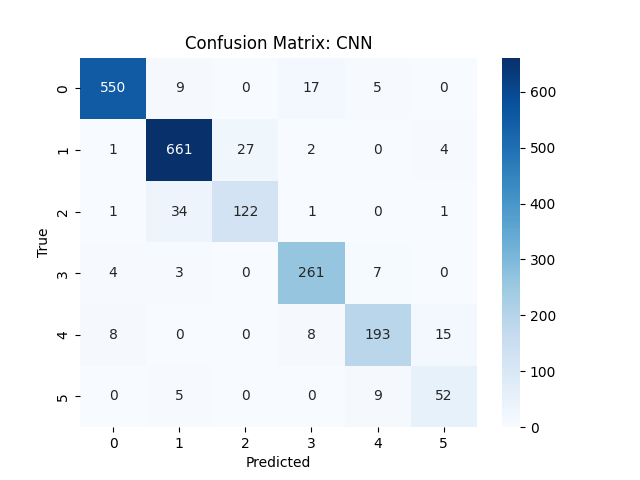 Confusion Matrix: CNN
0 550 9 0 17 5 0
1 1 661 27 2 0 4
2 1 34 122 1 0 1
3 4 3 0 261 7 0
4 8 0 0 8 193 15
5 0 5 0 0 9 52
0 1 2 3 4 5
Predicted
True
600
500
400
300
200
100
0